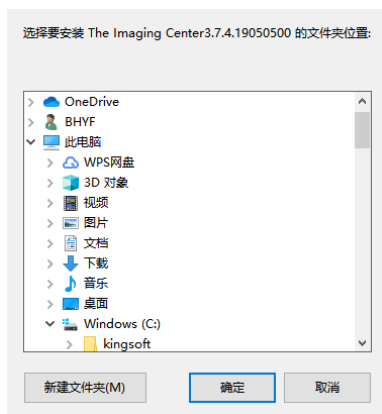 选择要安装 The Imaging Center3.7.4.19050500 的文件夹位置:
OneDrive
BHYF
此电脑
WPS网盘
3D 对象
视频
图片
文档
下载
音乐
桌面
Windows (C:)
kingsoft
新建文件夹(M)
确定
取消